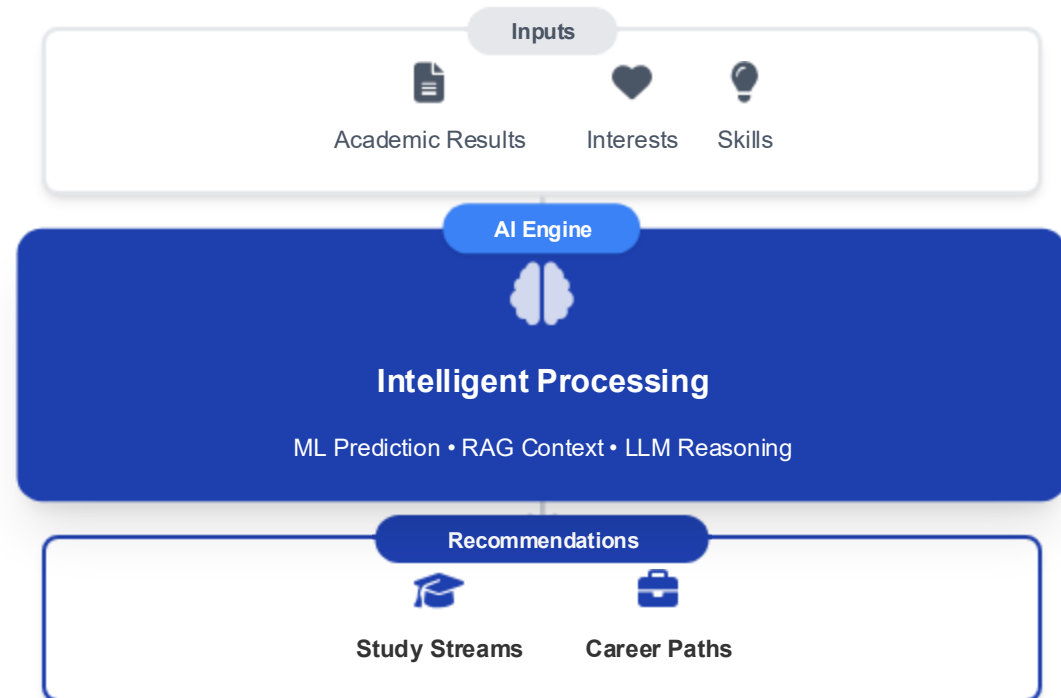 Inputs
Academic Results Interests Skills
AI Engine
Intelligent Processing
ML Prediction • RAG Context • LLM Reasoning
Recommendations
Study Streams Career Paths